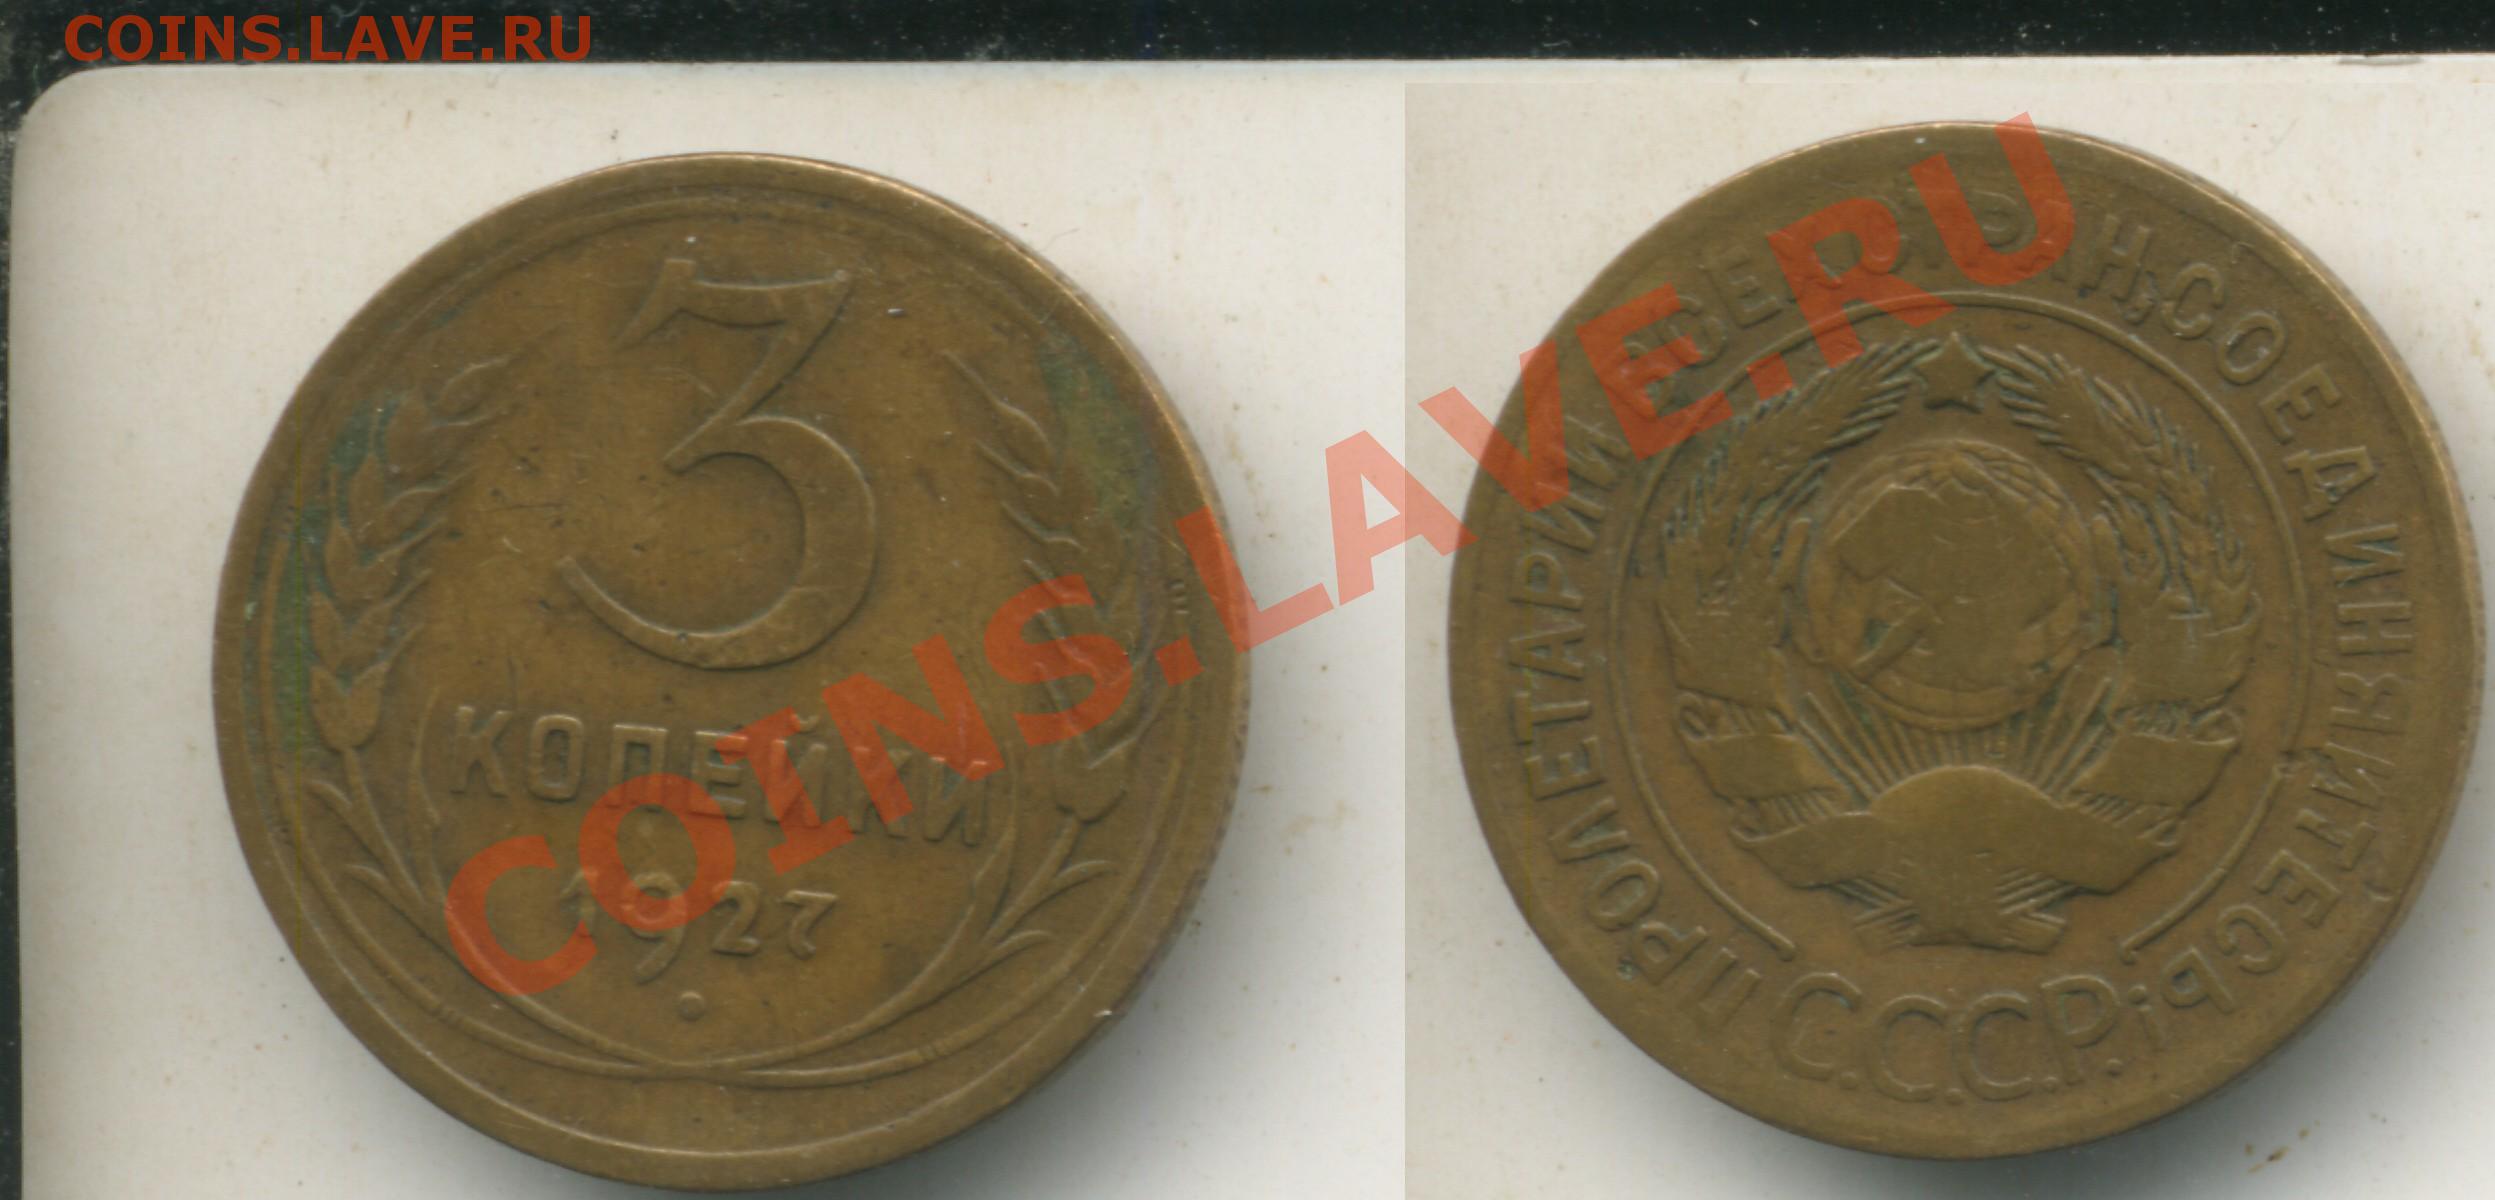 COINS.LAVE.RU
3
КОПЕЙКИ
1927
ПРОЛЕТАРИИ ВСЕХ СТРАН, СОЕДИНЯЙТЕСЬ!
С.С.С.Р.
COINS.LAVE.RU